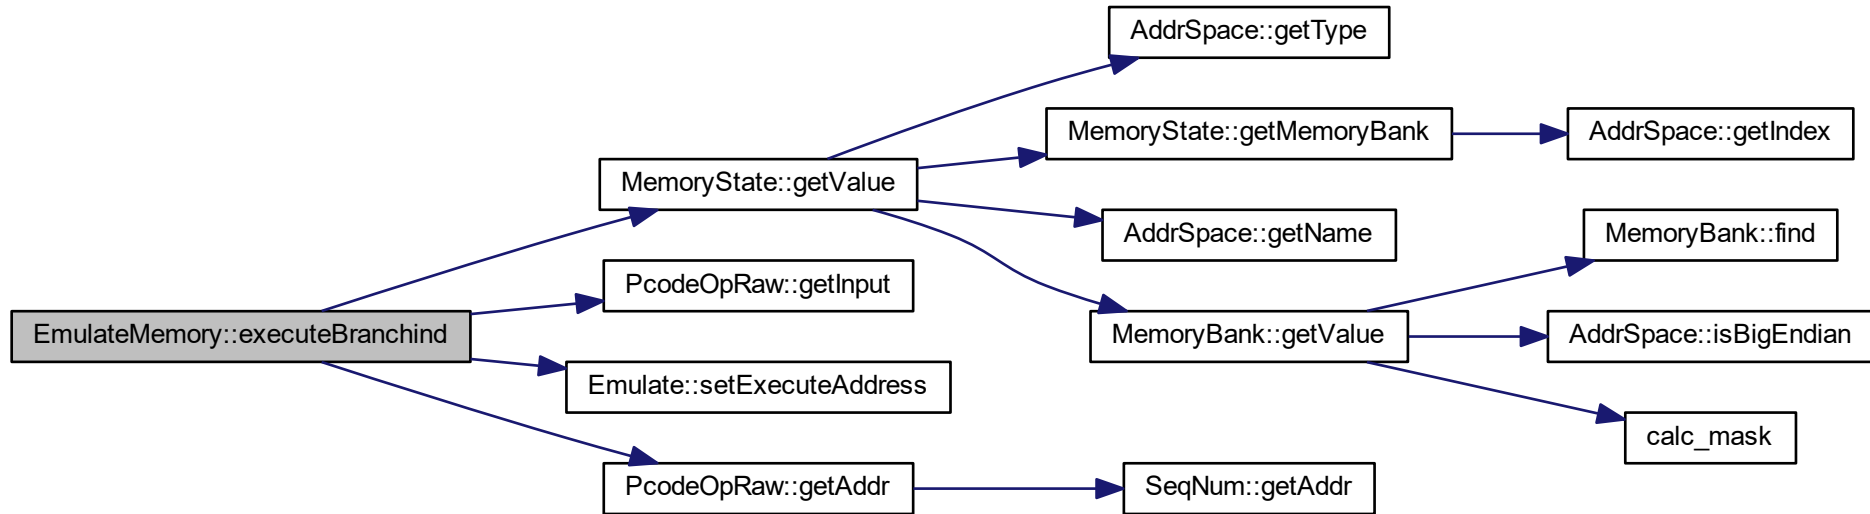 AddrSpace::getType
MemoryState::getMemoryBank
AddrSpace::getIndex
MemoryState::getValue
AddrSpace::getName
MemoryBank::find
PcodeOpRaw::getInput
EmulateMemory::executeBranchind
MemoryBank::getValue
AddrSpace::isBigEndian
Emulate::setExecuteAddress
calc_mask
PcodeOpRaw::getAddr
SeqNum::getAddr